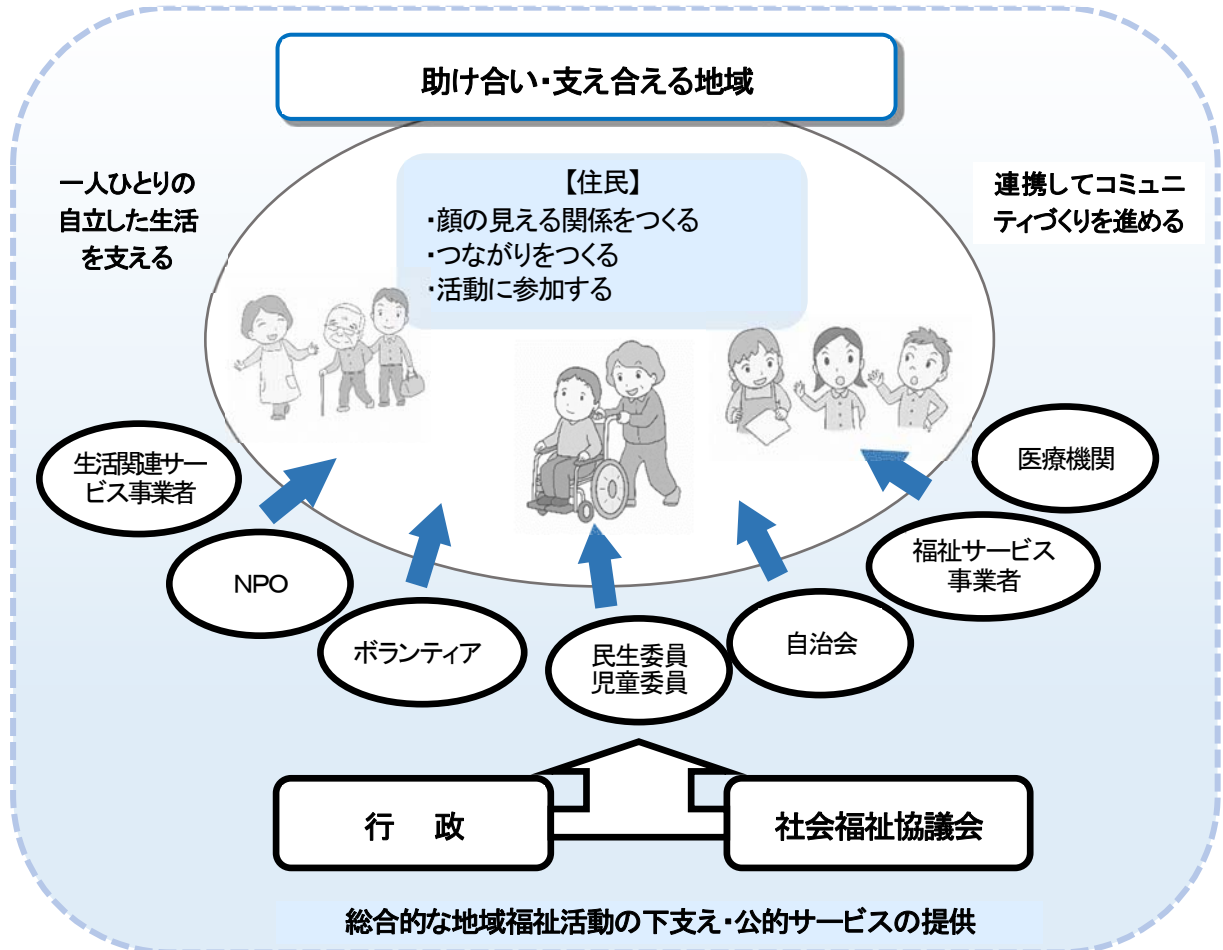 助け合い・支え合える地域
一人ひとりの
自立した生活
を支える
【住民】
・顔の見える関係をつくる
・つながりをつくる
・活動に参加する
連携してコミュニ
ティづくりを進める
生活関連サー
ビス事業者
NPO
ボランティア
民生委員
児童委員
自治会
福祉サービス
事業者
医療機関
行　政
社会福祉協議会
総合的な地域福祉活動の下支え・公的サービスの提供